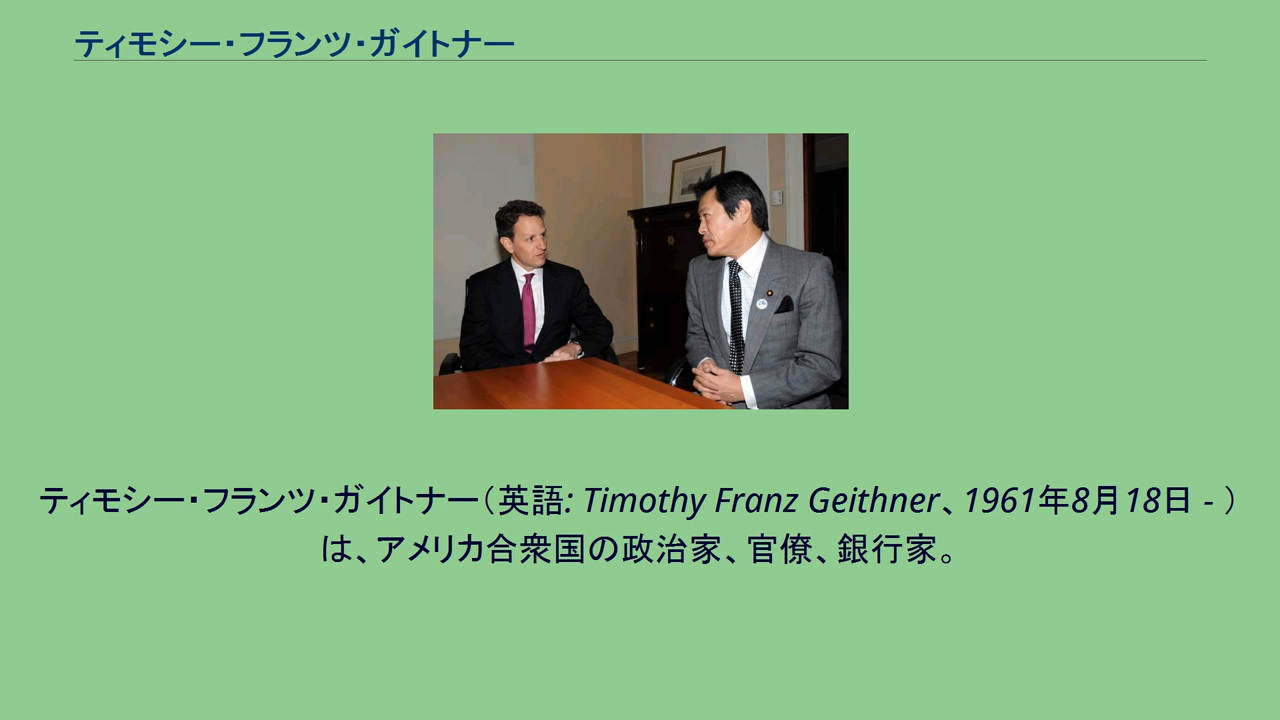 ティモシー・フランツ・ガイトナー
ティモシー・フランツ・ガイトナー（英語: Timothy Franz Geithner、1961年8月18日 - ）
は、アメリカ合衆国の政治家、官僚、銀行家。